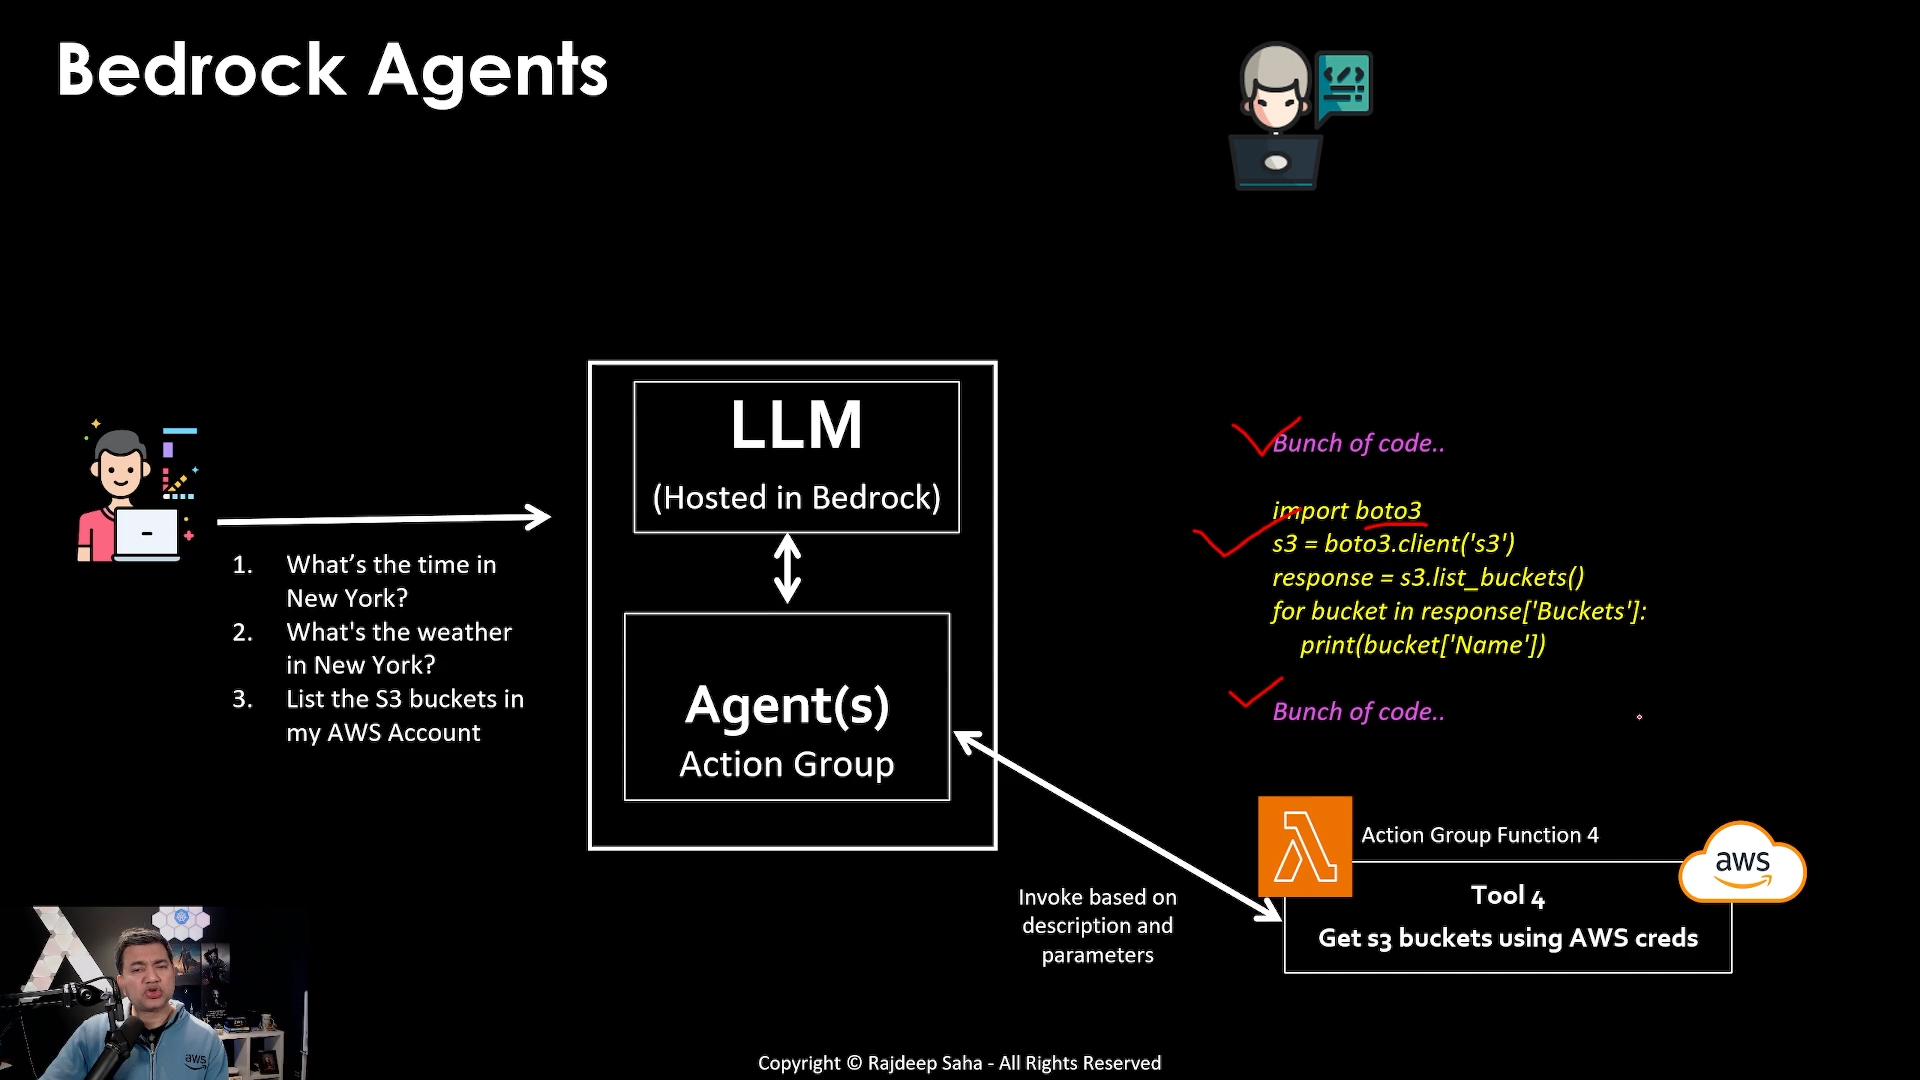 Bedrock Agents
LLM
(Hosted in Bedrock)
Agent(s)
Action Group
1. What’s the time in
New York?
2. What's the weather
in New York?
3. List the S3 buckets in
my AWS Account
Bunch of code..
import boto3
s3 = boto3.client('s3')
response = s3.list_buckets()
for bucket in response['Buckets']:
print(bucket['Name'])
Bunch of code..
Invoke based on
description and
parameters
Action Group Function 4
aws
Tool 4
Get s3 buckets using AWS creds
aws
Copyright © Rajdeep Saha - All Rights Reserved